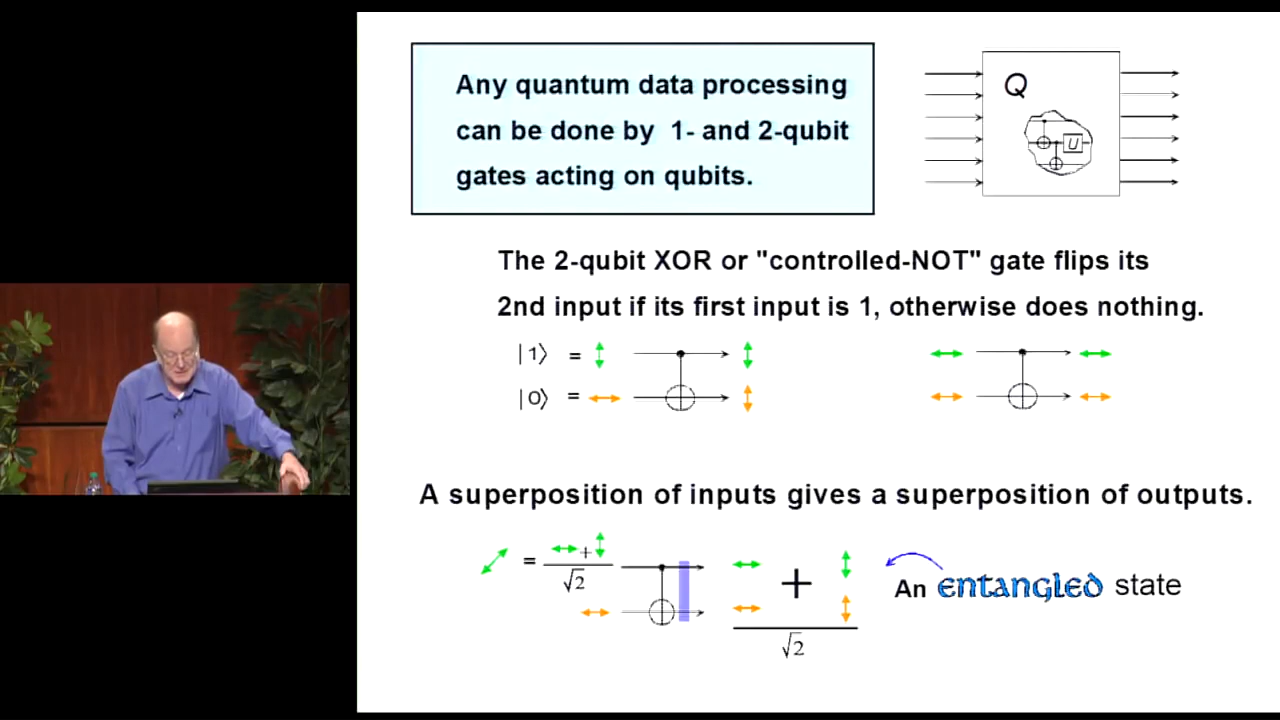 Any quantum data processing
can be done by 1- and 2-qubit
gates acting on qubits.
Q
U
The 2-qubit XOR or "controlled-NOT" gate flips its
2nd input if its first input is 1, otherwise does nothing.
|1⟩ =
|0⟩ =
A superposition of inputs gives a superposition of outputs.
= +
√2
+
√2
An entangled state